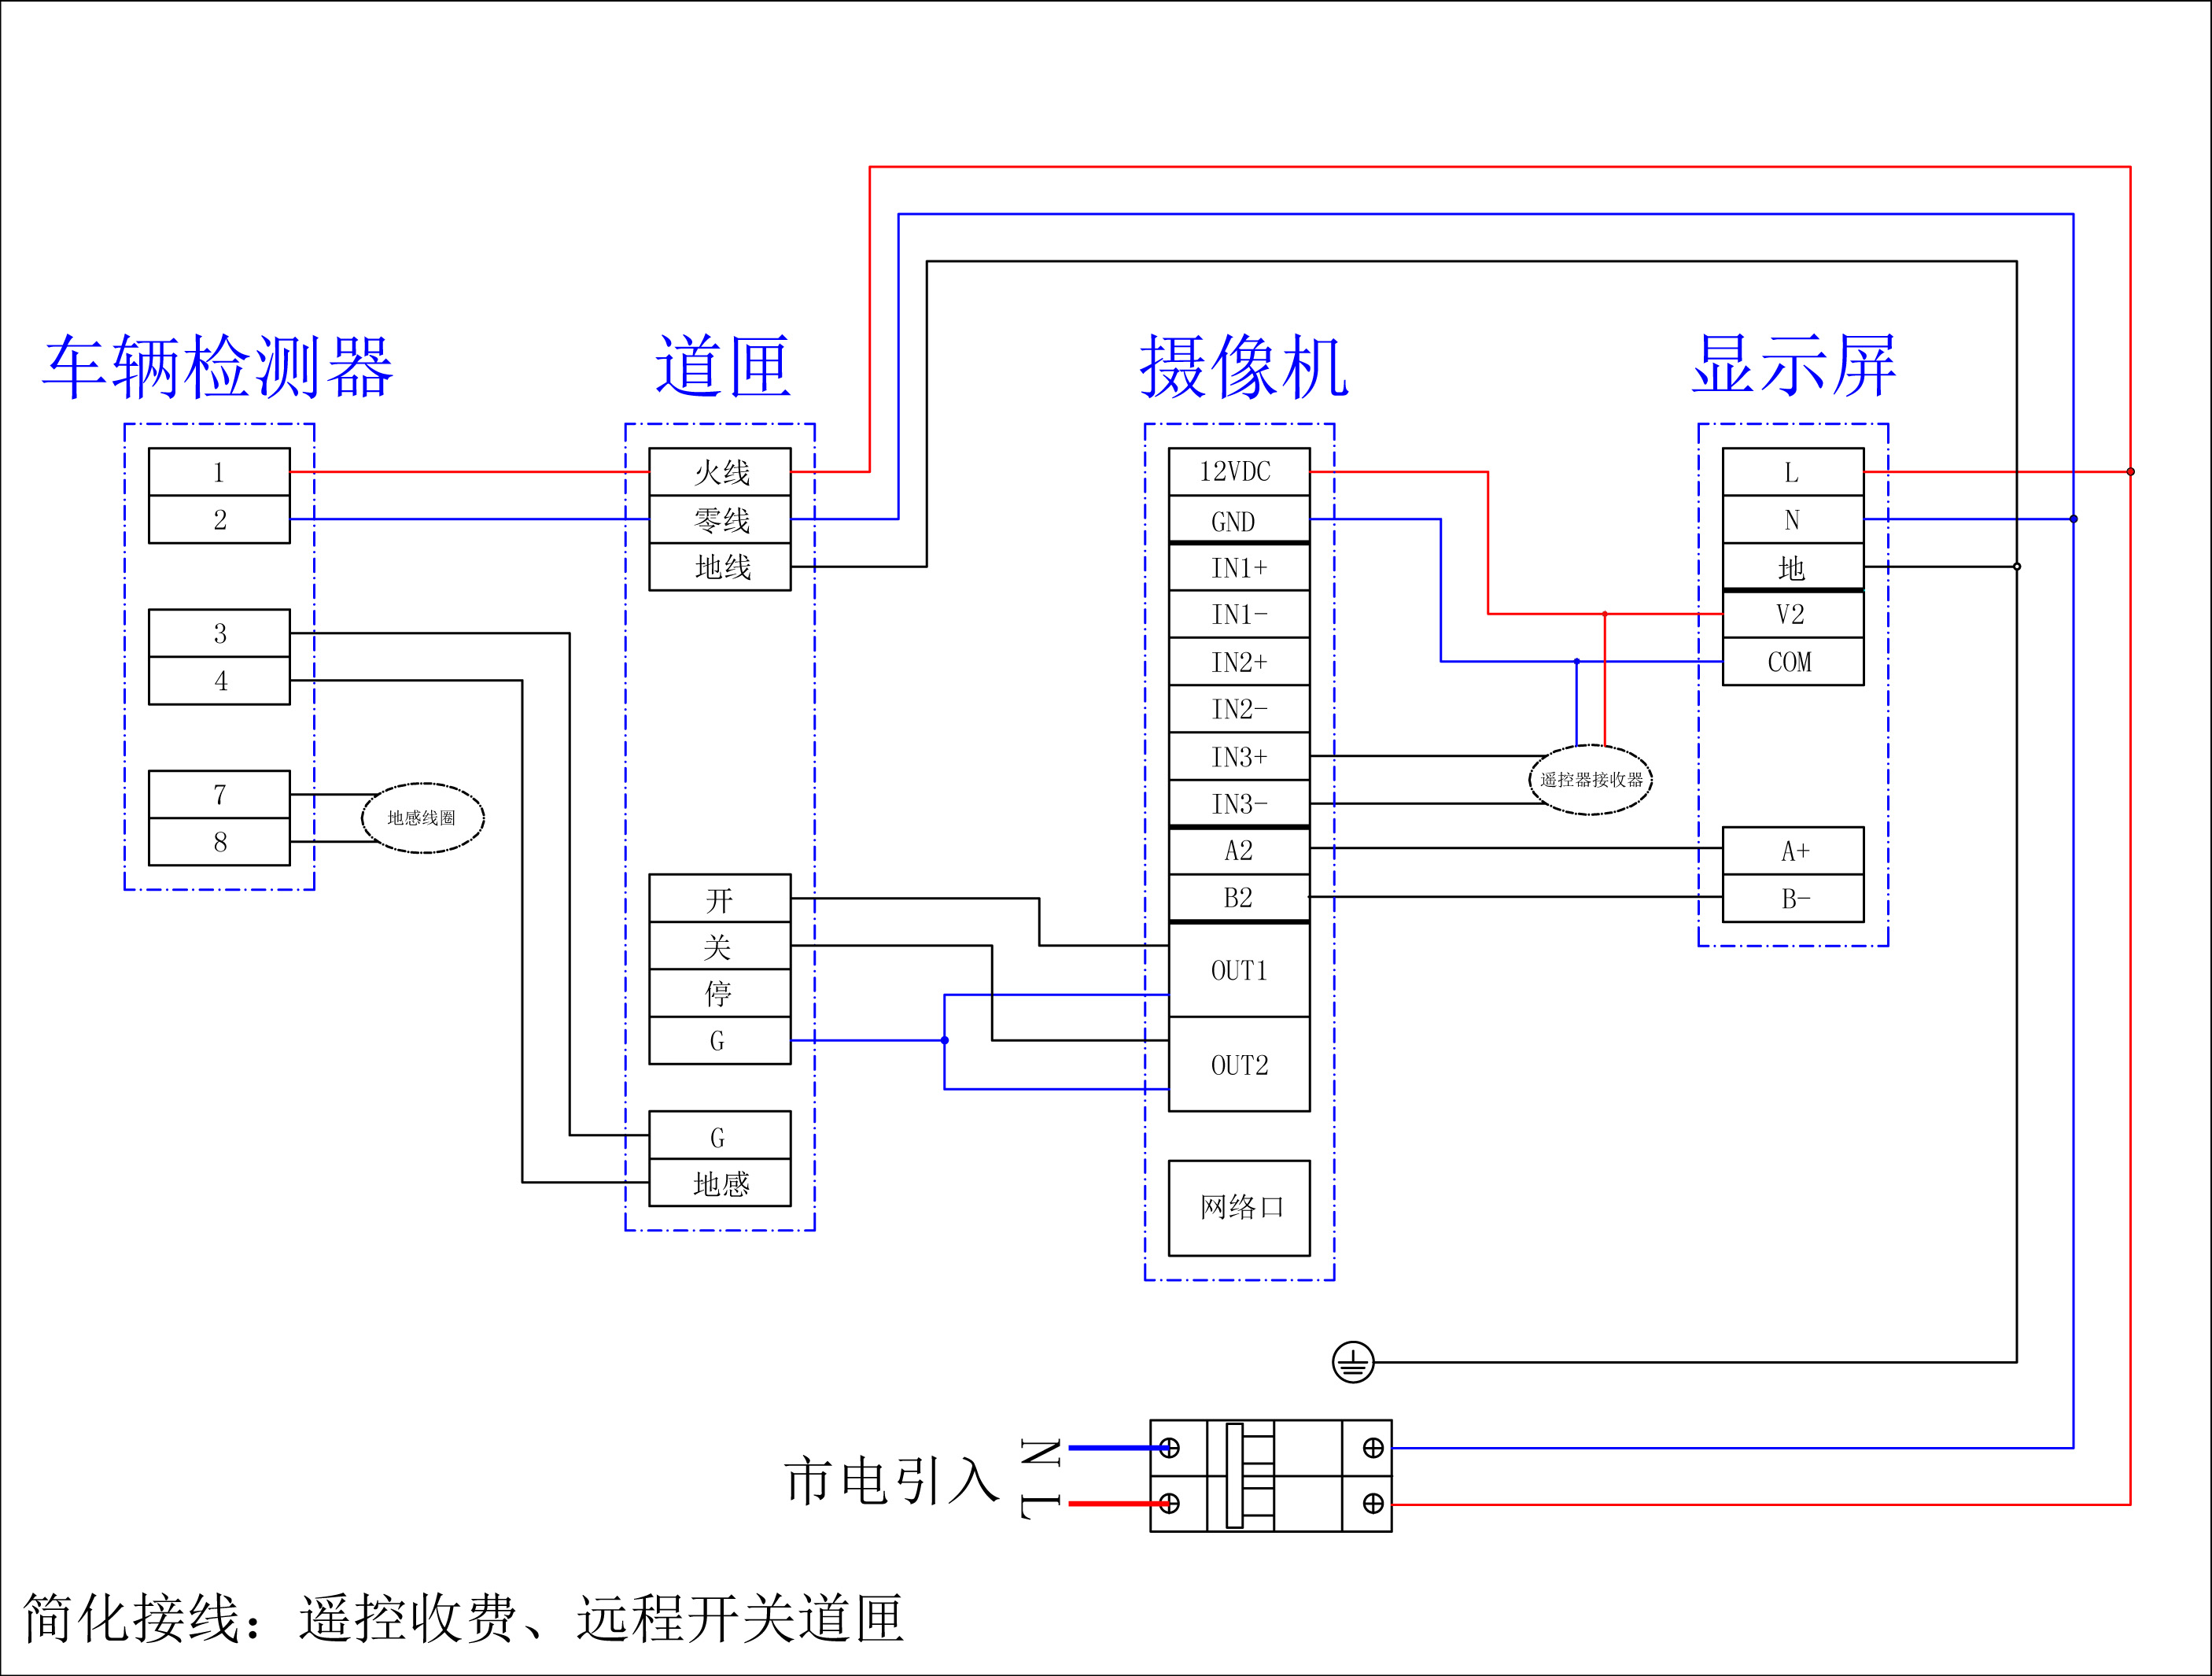 车辆检测器
道匣
摄像机
显示屏
1
2
3
4
7
8
地感线圈
火线
零线
地线
开
关
停
G
G
地感
12VDC
GND
IN1+
IN1-
IN2+
IN2-
IN3+
IN3-
A2
B2
OUT1
OUT2
网络口
遥控器接收器
L
N
地
V2
COM
A+
B-
市电引入
N
L
简化接线：遥控收费、远程开关道匣